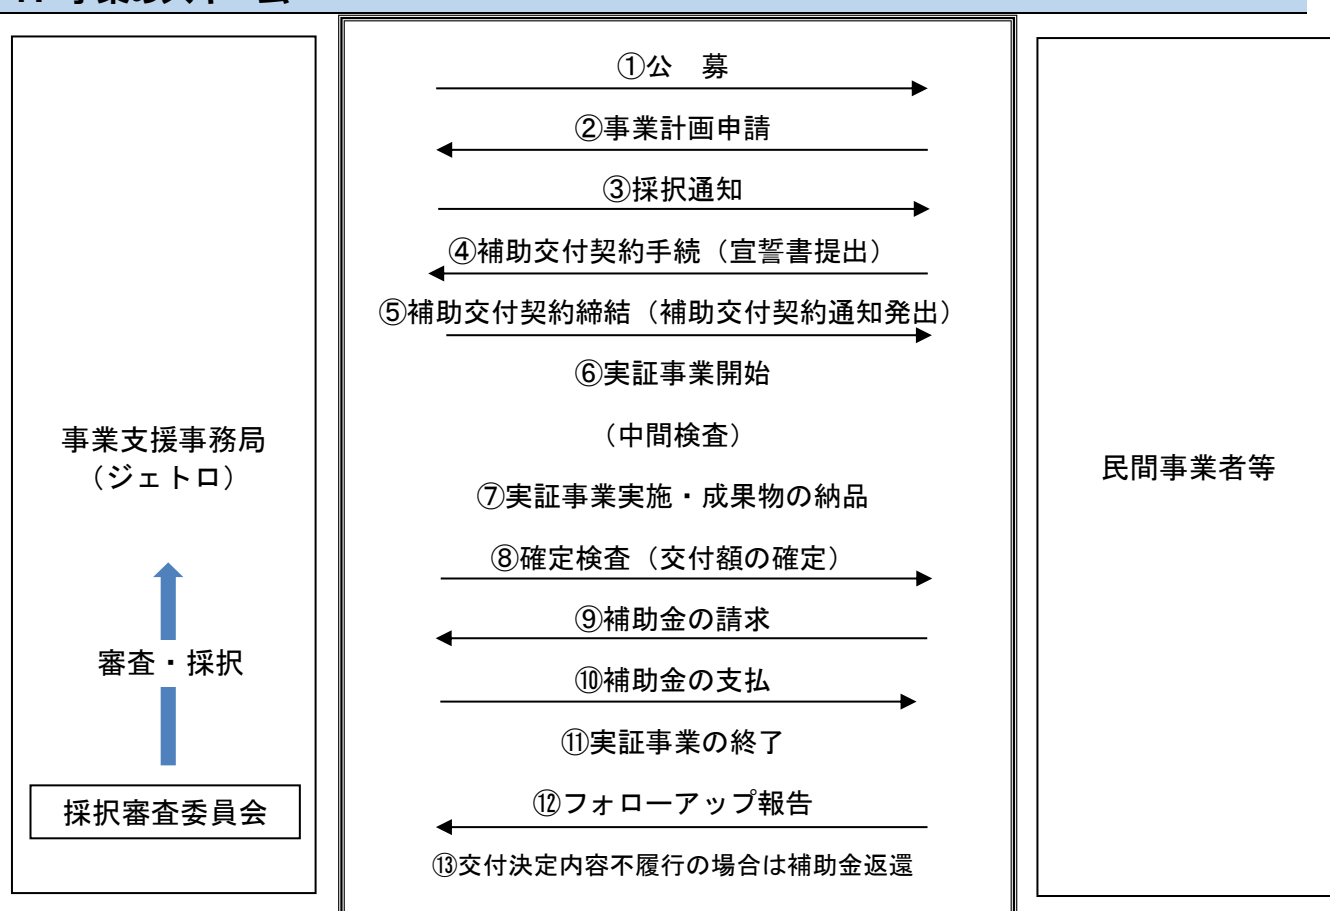 事業支援事務局
（ジェトロ）
審査・採択
採択審査委員会
①公　募
②事業計画申請
③採択通知
④補助交付契約手続（宣誓書提出）
⑤補助交付契約締結（補助交付契約通知発出）
⑥実証事業開始
（中間検査）
⑦実証事業実施・成果物の納品
⑧確定検査（交付額の確定）
⑨補助金の請求
⑩補助金の支払
⑪実証事業の終了
⑫フォローアップ報告
⑬交付決定内容不履行の場合は補助金返還
民間事業者等